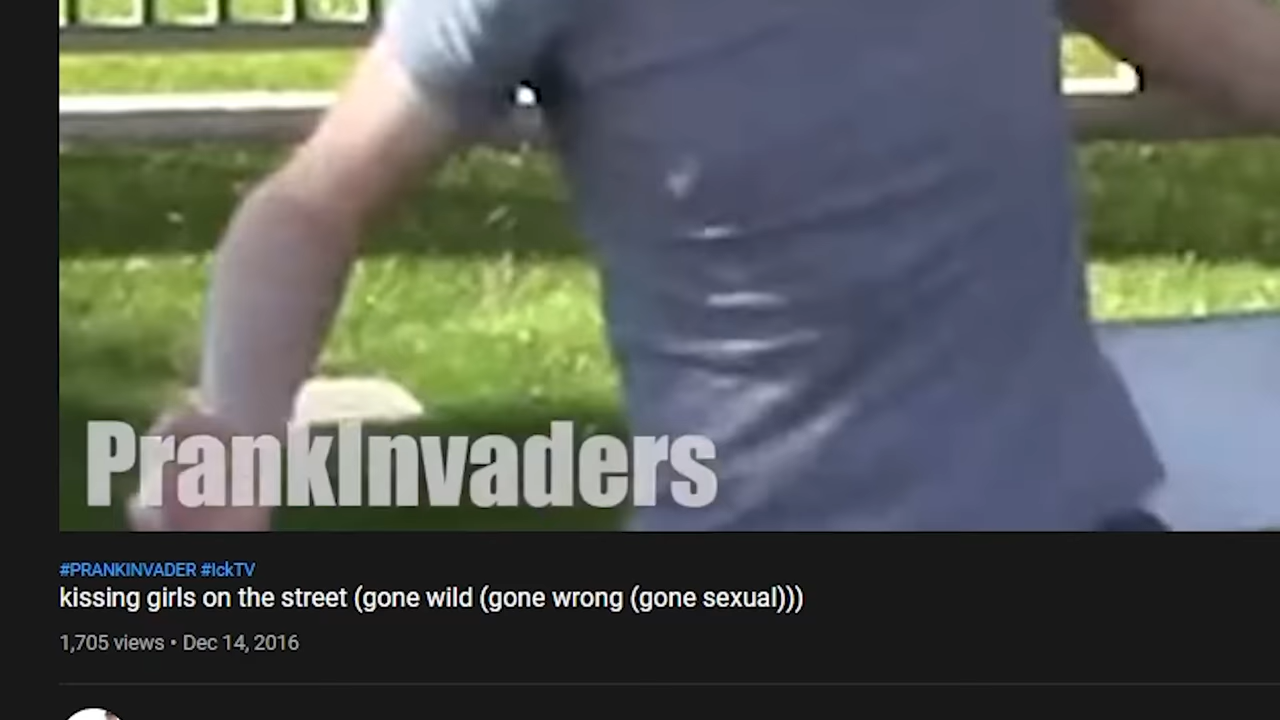 PrankInvaders
#PRANKINVADER #IckTV
kissing girls on the street (gone wild (gone wrong (gone sexual)))
1,705 views • Dec 14, 2016